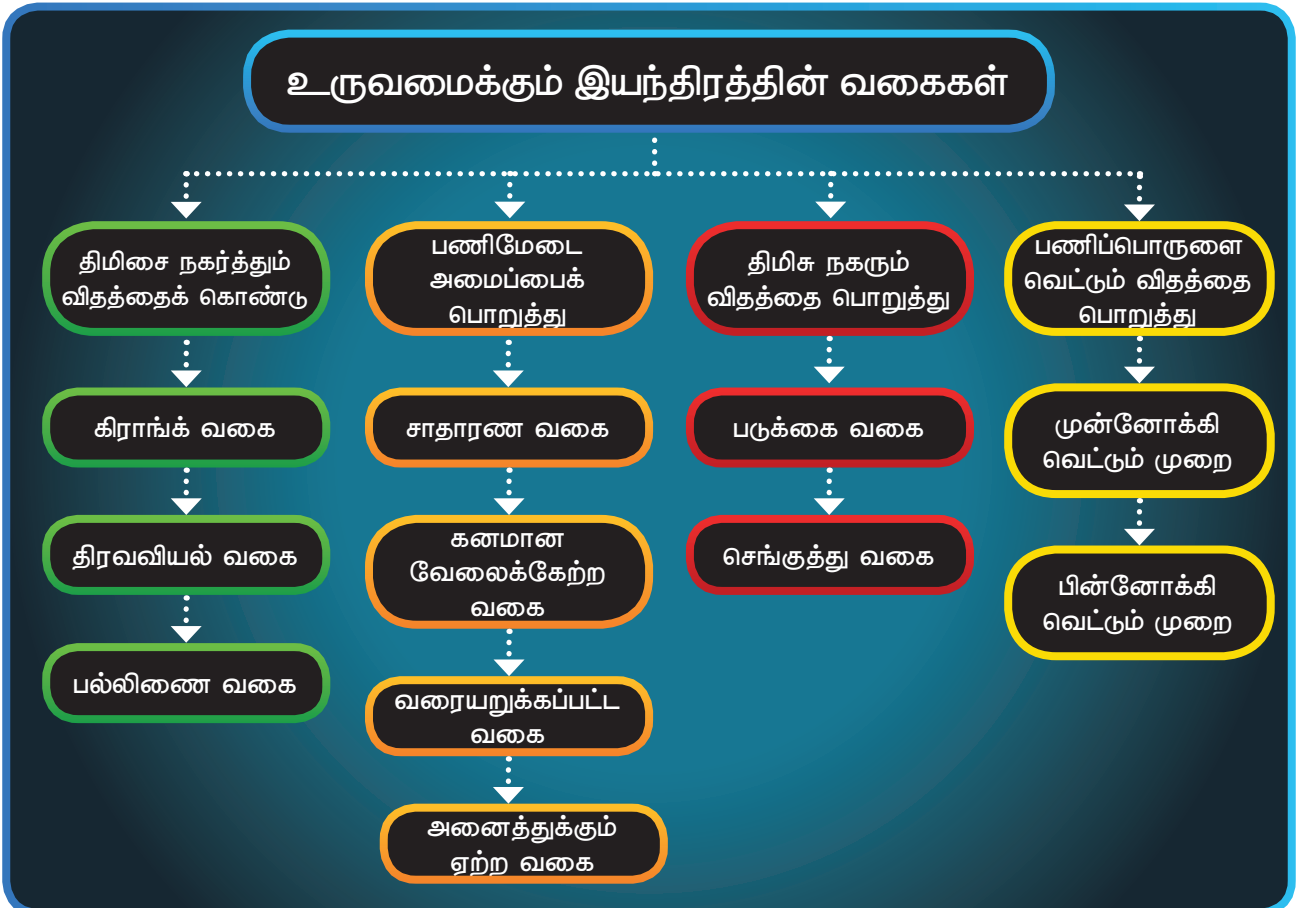 உருவமைக்கும் இயந்திரத்தின் வகைகள்
திமிசை நகர்த்தும்
விதத்தைக் கொண்டு
கிராங்க் வகை
திரவவியல் வகை
பல்லிணை வகை
பணிமேடை
அமைப்பைக்
பொறுத்து
சாதாரண வகை
கனமான
வேலைக்கேற்ற
வகை
வரையறுக்கப்பட்ட
வகை
அனைத்துக்கும்
ஏற்ற வகை
திமிசு நகரும்
விதத்தை பொறுத்து
படுக்கை வகை
செங்குத்து வகை
பணிப்பொருளை
வெட்டும் விதத்தை
பொறுத்து
முன்னோக்கி
வெட்டும் முறை
பின்னோக்கி
வெட்டும் முறை